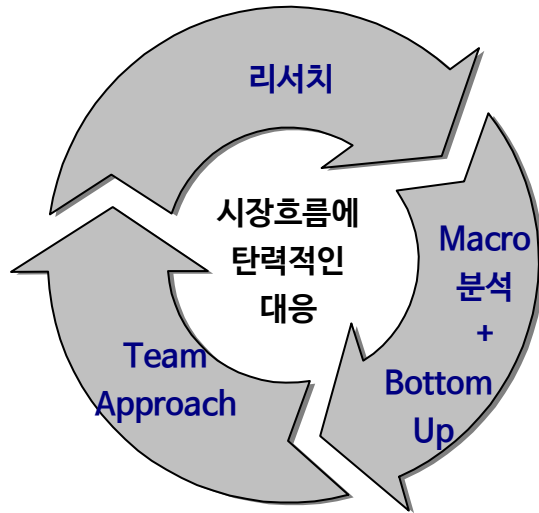 리서치
시장흐름에
탄력적인
대응
Macro
분석
+
Bottom
Up
Team
Approach